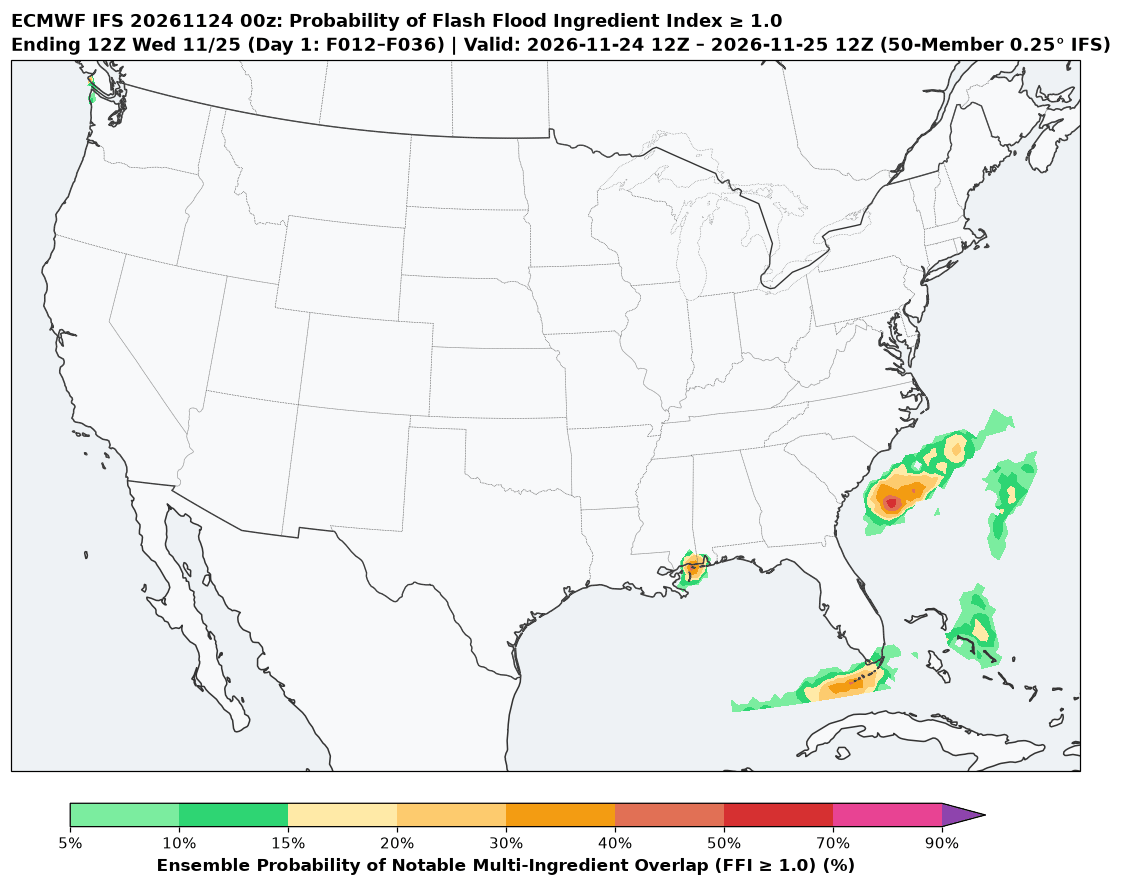 ECMWF IFS 20261124 00z: Probability of Flash Flood Ingredient Index ≥ 1.0
Ending 12Z Wed 11/25 (Day 1: F012–F036) | Valid: 2026-11-24 12Z – 2026-11-25 12Z (50-Member 0.25° IFS)
5% 10% 15% 20% 30% 40% 50% 70% 90%
Ensemble Probability of Notable Multi-Ingredient Overlap (FFI ≥ 1.0) (%)